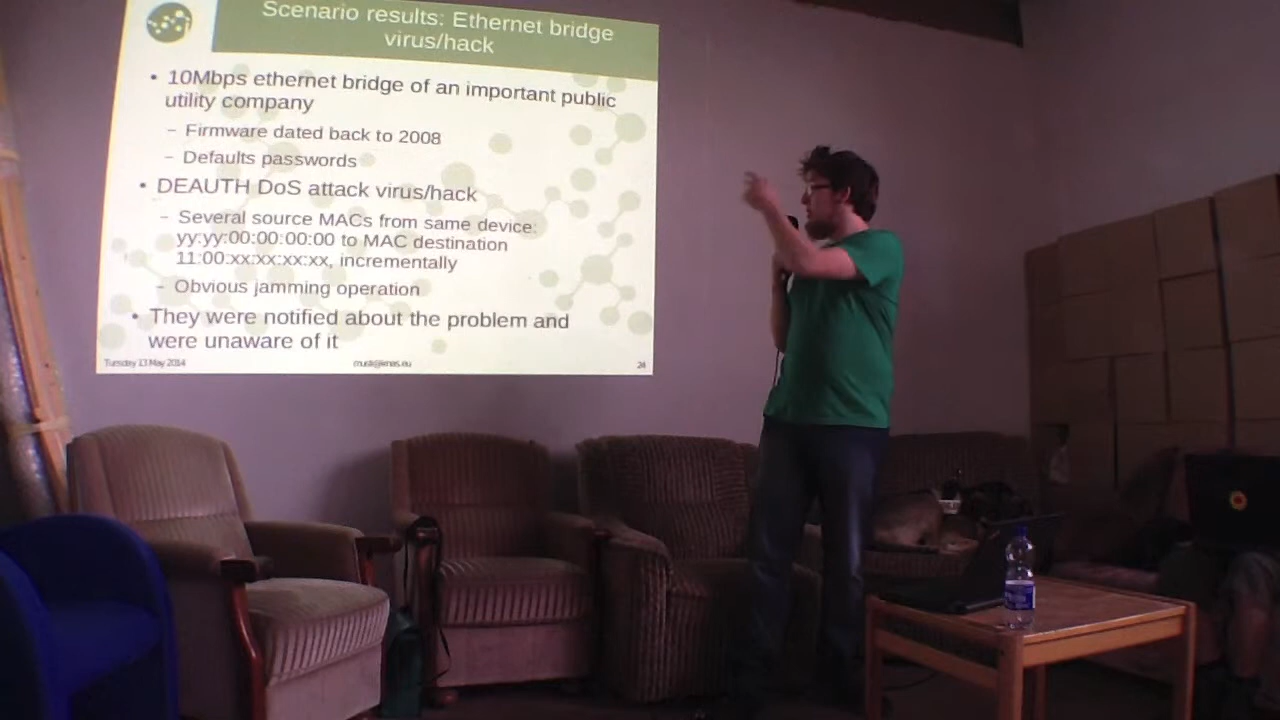 Scenario results: Ethernet bridge
virus/hack
• 10Mbps ethernet bridge of an important public
utility company
– Firmware dated back to 2008
– Defaults passwords
• DEAUTH DoS attack virus/hack
– Several source MACs from same device:
yy:yy:00:00:00:00 to MAC destination
11:00:xx:xx:xx:xx, incrementally
– Obvious jamming operation
• They were notified about the problem and
were unaware of it
Tuesday 13 May 2014
24